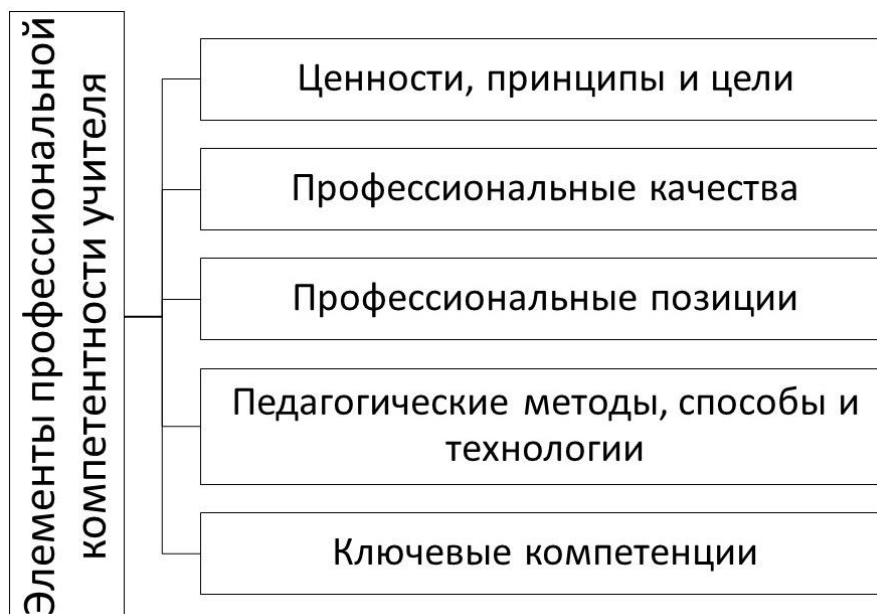 Элементы профессиональной
компетентности учителя
Ценности, принципы и цели
Профессиональные качества
Профессиональные позиции
Педагогические методы, способы и
технологии
Ключевые компетенции